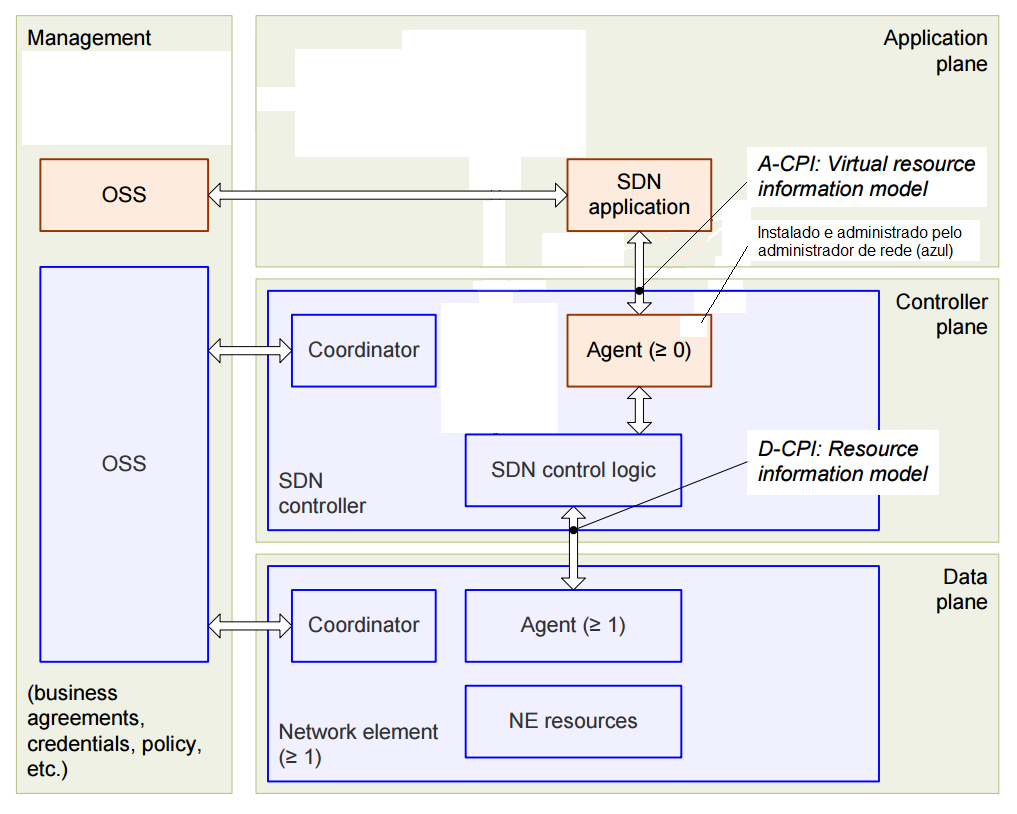 Management
Application
plane
OSS
SDN
application
A-CPI: Virtual resource
information model
Instalado e administrado pelo
administrador de rede (azul)
Controller
plane
Coordinator
Agent (≥ 0)
OSS
SDN control logic
SDN
controller
D-CPI: Resource
information model
Data
plane
Coordinator
Agent (≥ 1)
NE resources
Network element
(≥ 1)
(business
agreements,
credentials, policy,
etc.)